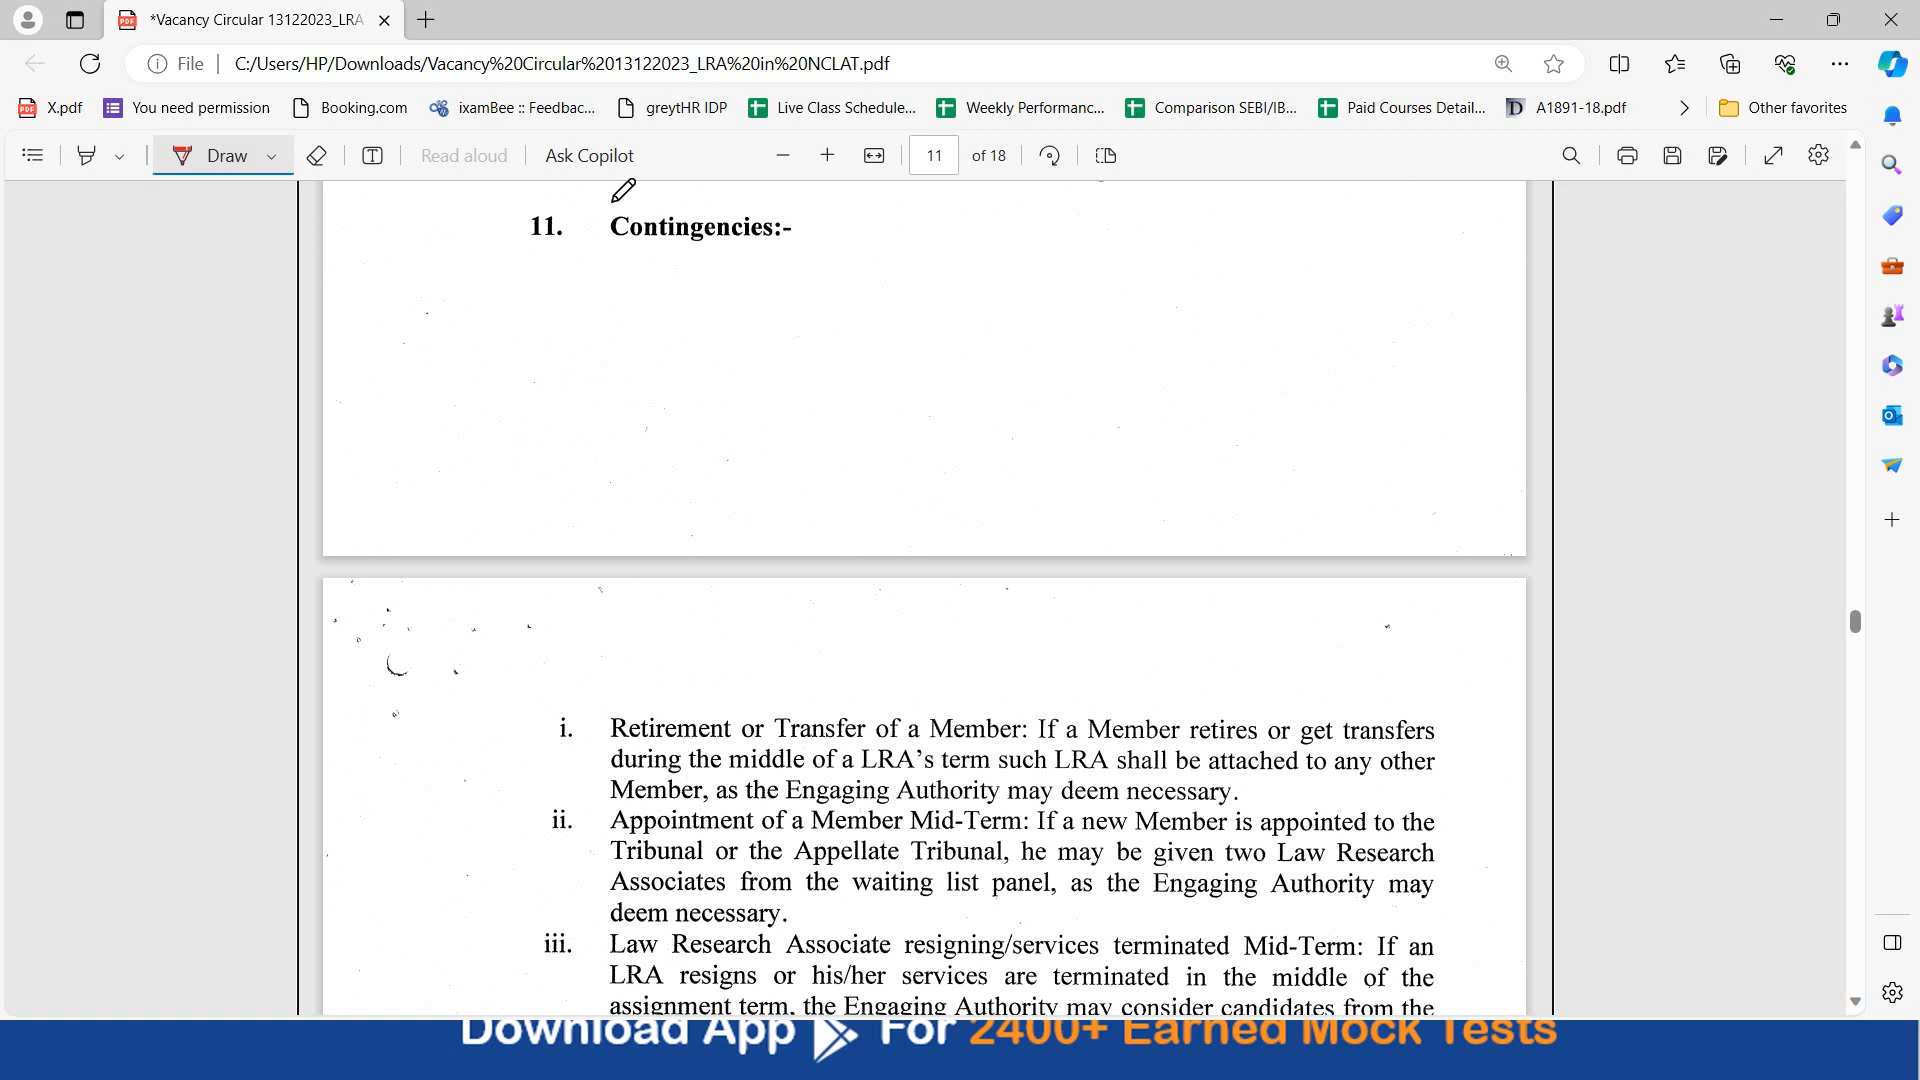 *Vacancy Circular 13122023_LRA
File
C:/Users/HP/Downloads/Vacancy%20Circular%2013122023_LRA%20in%20NCLAT.pdf
X.pdf
You need permission
Booking.com
ixamBee :: Feedbac...
greytHR IDP
Live Class Schedule...
Weekly Performanc...
Comparison SEBI/IB...
Paid Courses Detail...
A1891-18.pdf
Other favorites
Draw
Read aloud
Ask Copilot
11
of 18
11. Contingencies:-
i. Retirement or Transfer of a Member: If a Member retires or get transfers
during the middle of a LRA's term such LRA shall be attached to any other
Member, as the Engaging Authority may deem necessary.
ii. Appointment of a Member Mid-Term: If a new Member is appointed to the
Tribunal or the Appellate Tribunal, he may be given two Law Research
Associates from the waiting list panel, as the Engaging Authority may
deem necessary.
iii. Law Research Associate resigning/services terminated Mid-Term: If an
LRA resigns or his/her services are terminated in the middle of the
assignment term, the Engaging Authority may consider candidates from the
Download App For 2400+ Earned Mock Tests